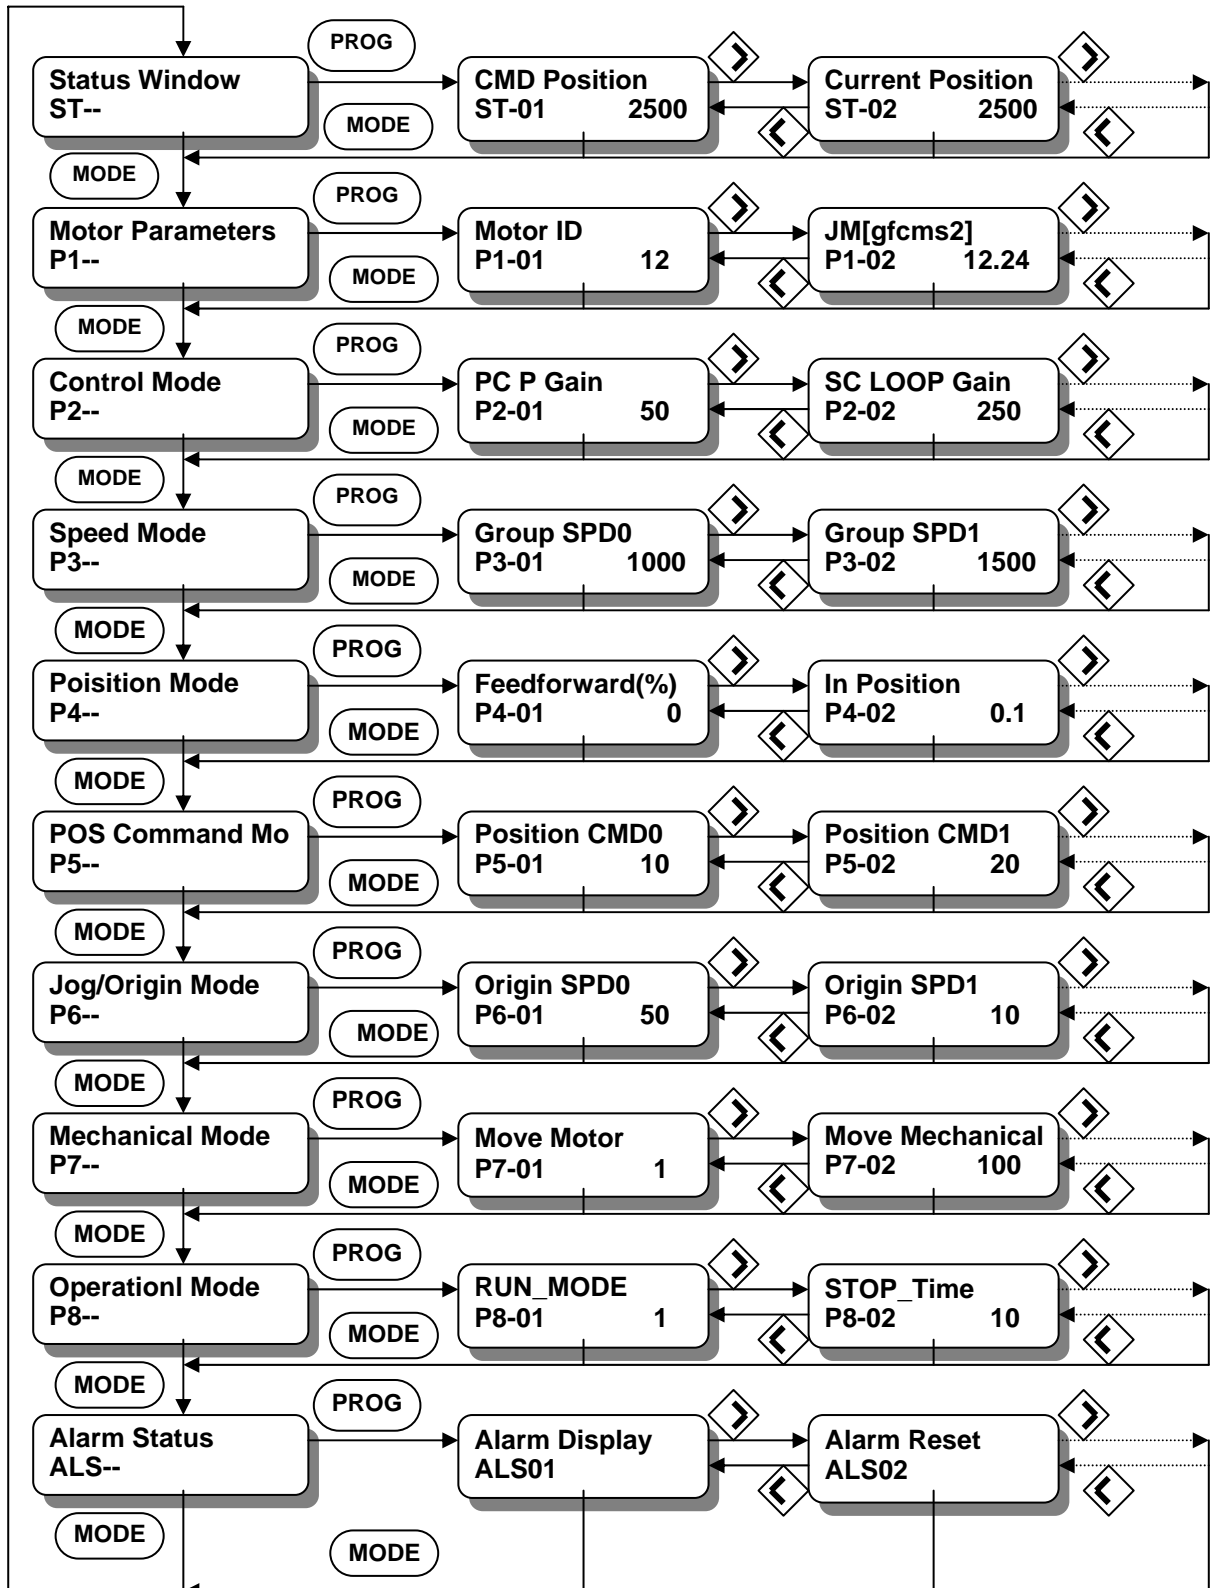 PROG
Status Window
ST--
CMD Position
ST-01 2500
Current Position
ST-02 2500
MODE
MODE
PROG
Motor Parameters
P1--
Motor ID
P1-01 12
JM[gfcms2]
P1-02 12.24
MODE
MODE
PROG
Control Mode
P2--
PC P Gain
P2-01 50
SC LOOP Gain
P2-02 250
MODE
MODE
PROG
Speed Mode
P3--
Group SPD0
P3-01 1000
Group SPD1
P3-02 1500
MODE
MODE
PROG
Poisition Mode
P4--
Feedforward(%)
P4-01 0
In Position
P4-02 0.1
MODE
MODE
PROG
POS Command Mo
P5--
Position CMD0
P5-01 10
Position CMD1
P5-02 20
MODE
MODE
PROG
Jog/Origin Mode
P6--
Origin SPD0
P6-01 50
Origin SPD1
P6-02 10
MODE
MODE
PROG
Mechanical Mode
P7--
Move Motor
P7-01 1
Move Mechanical
P7-02 100
MODE
MODE
PROG
Operationl Mode
P8--
RUN_MODE
P8-01 1
STOP_Time
P8-02 10
MODE
MODE
PROG
Alarm Status
ALS--
Alarm Display
ALS01
Alarm Reset
ALS02
MODE
MODE